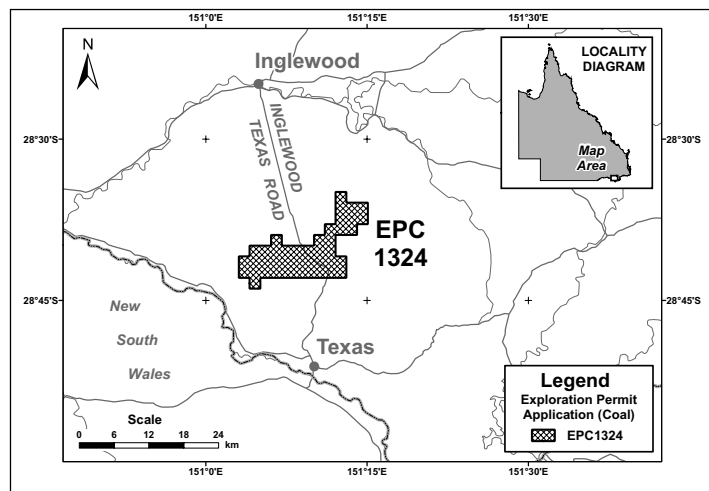 151°0'E
151°15'E
151°30'E
N
Inglewood
LOCALITY
DIAGRAM
Map
Area
28°30'S
28°30'S
INGLEWOOD
TEXAS ROAD
EPC
1324
28°45'S
28°45'S
New
South
Wales
Texas
Legend
Exploration Permit
Application (Coal)
EPC1324
Scale
0 6 12 18 24
km
151°0'E
151°15'E
151°30'E